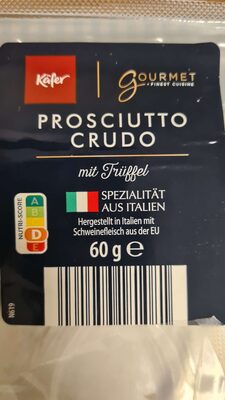 Käfer
GOURMET
FINEST CUISINE
PROSCIUTTO
CRUDO
mit Trüffel
NUTRI-SCORE
A
B
C
D
E
SPEZIALITÄT
AUS ITALIEN
Hergestellt in Italien mit
Schweinefleisch aus der EU
60 g e
N619